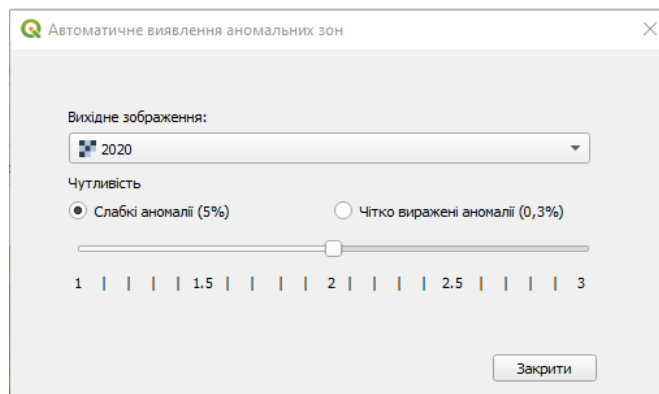 Автоматичне виявлення аномальних зон
Вихідне зображення:
2020
Чутливість
Слабкі аномалії (5%) Чітко виражені аномалії (0,3%)
1 | | | | 1.5 | | | | 2 | | | | 2.5 | | | | 3
Закрити